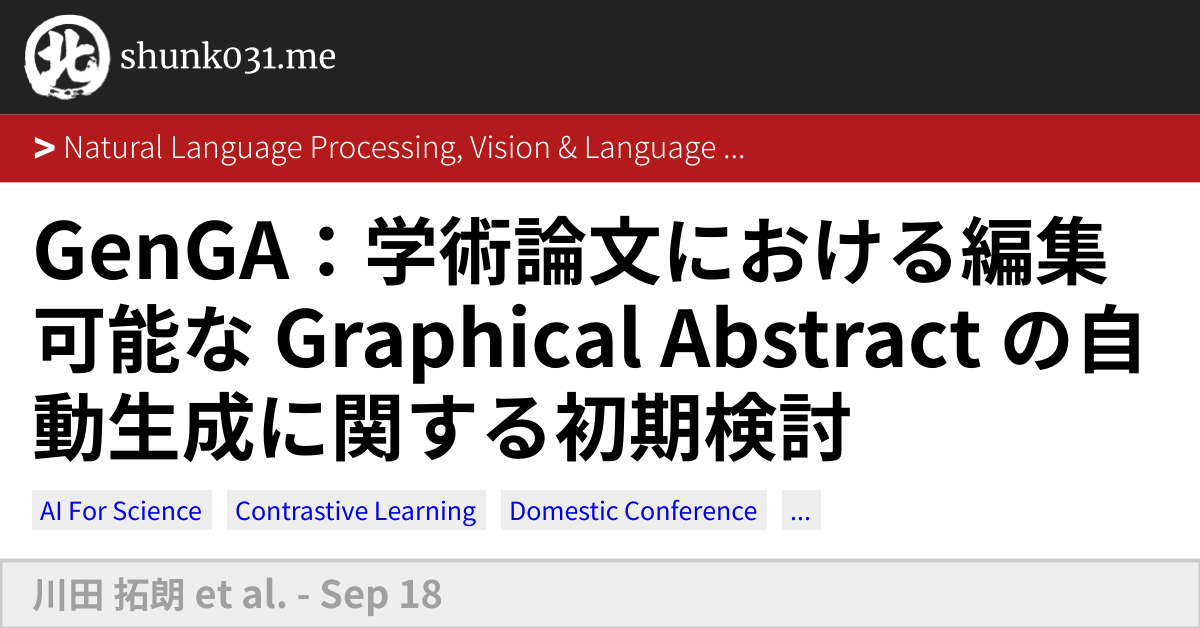 北
shunk031.me
> Natural Language Processing, Vision & Language ...
GenGA：学術論文における編集
可能な Graphical Abstract の自
動生成に関する初期検討
AI For Science Contrastive Learning Domestic Conference ...
川田 拓朗 et al. - Sep 18